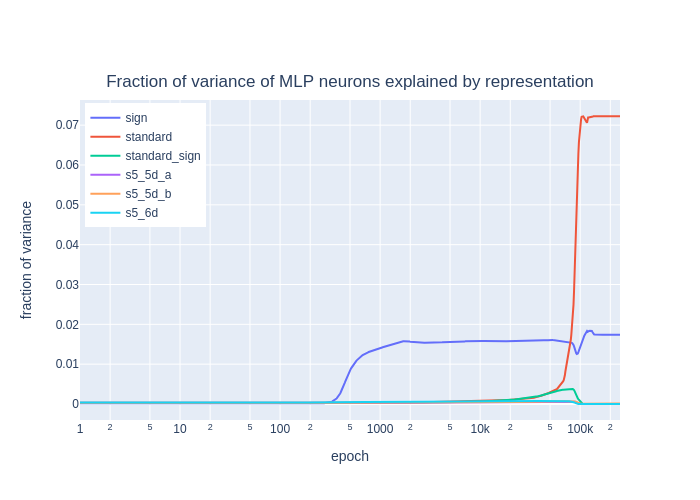 Fraction of variance of MLP neurons explained by representation
sign
standard
standard_sign
s5_5d_a
s5_5d_b
s5_6d
fraction of variance
0.07
0.06
0.05
0.04
0.03
0.02
0.01
0
1 2 5 10 2 5 100 2 5 1000 2 5 10k 2 5 100k 2
epoch